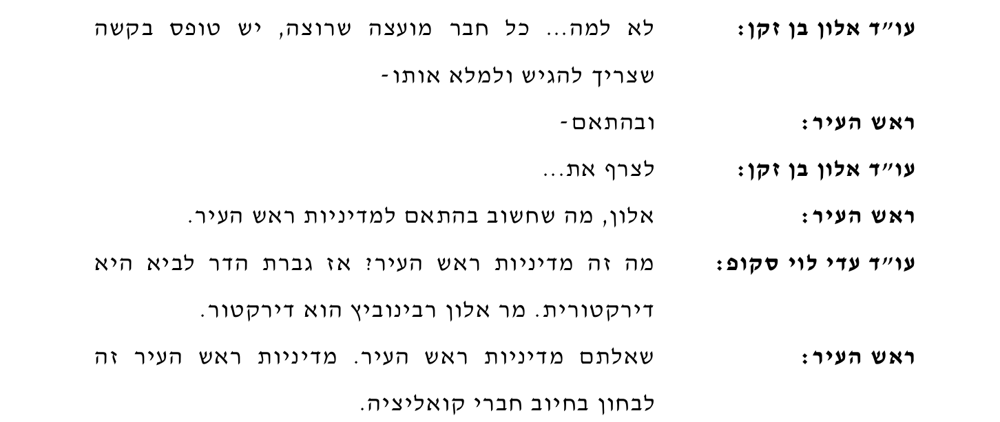 עו״ד אלון בן זקן: לא למה... כל חבר מועצה שרוצה, יש טופס בקשה
שצריך להגיש ולמלא אותו-
ראש העיר: ובהתאם-
עו״ד אלון בן זקן: לצרף את...
ראש העיר: אלון, מה שחשוב בהתאם למדיניות ראש העיר.
עו״ד עדי לוי סקופ: מה זה מדיניות ראש העיר? אז גברת הדר לביא היא
דירקטורית. מר אלון רבינוביץ הוא דירקטור.
ראש העיר: שאלתם מדיניות ראש העיר. מדיניות ראש העיר זה
לבחון בחיוב חברי קואליציה.